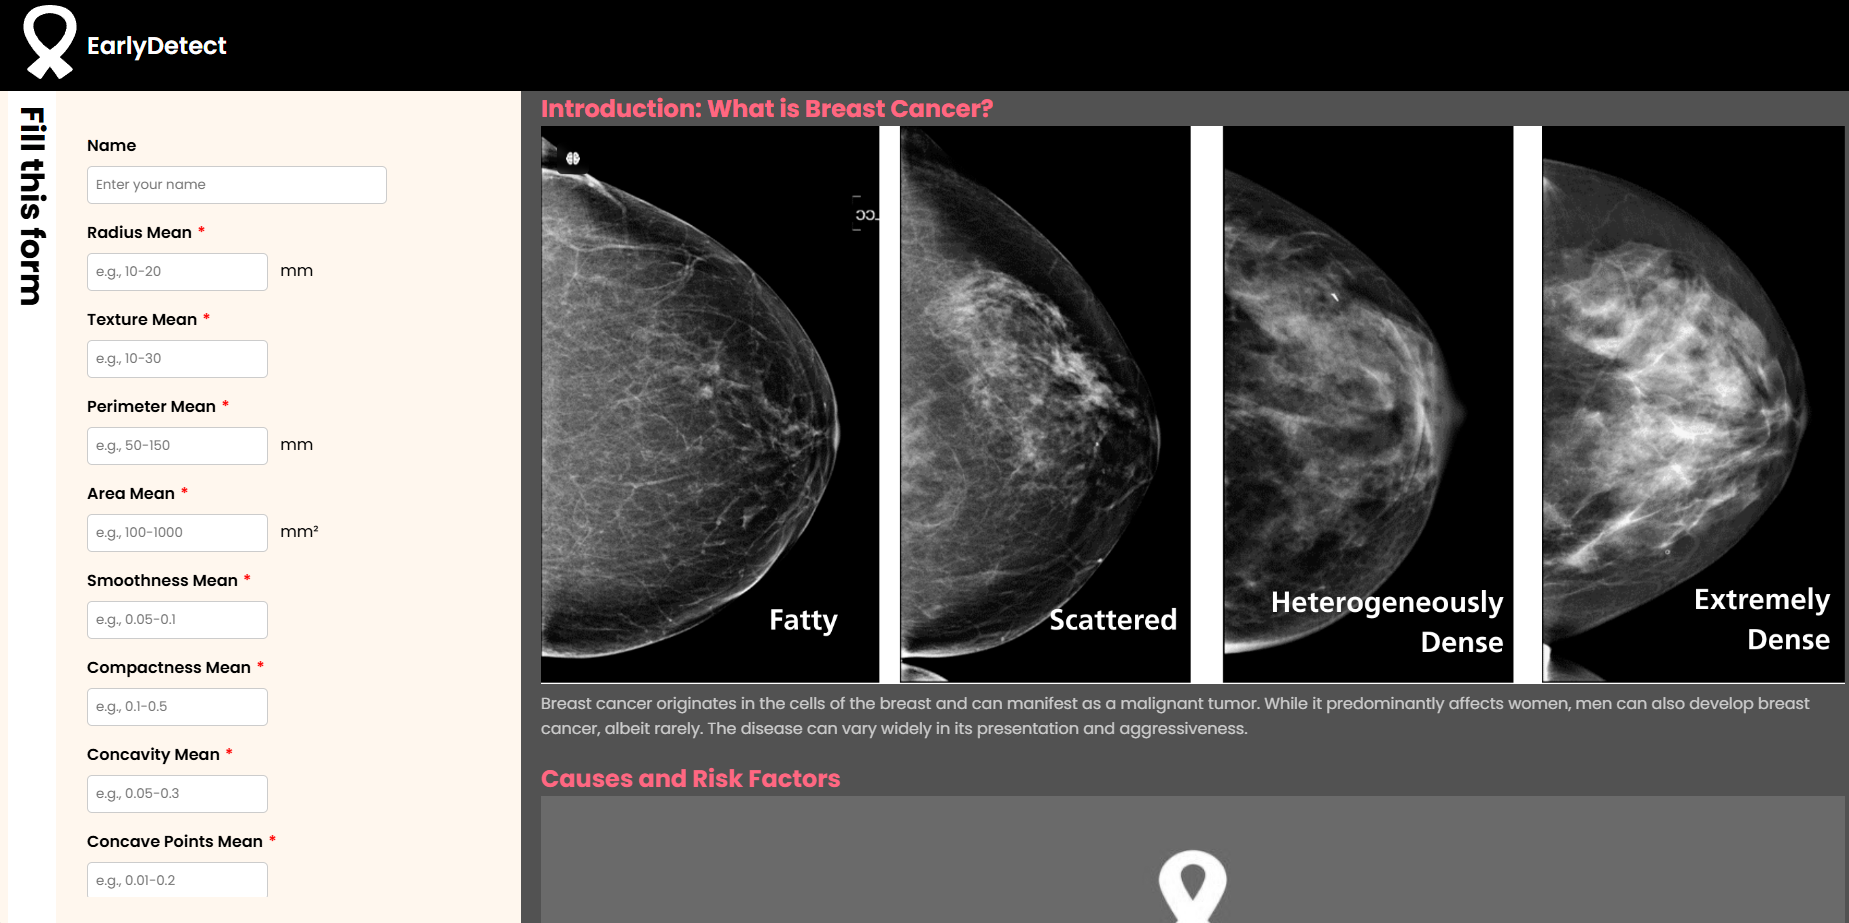 EarlyDetect
Fill this form
Name
Enter your name
Radius Mean *
e.g., 10-20
mm
Texture Mean *
e.g., 10-30
Perimeter Mean *
e.g., 50-150
mm
Area Mean *
e.g., 100-1000
mm²
Smoothness Mean *
e.g., 0.05-0.1
Compactness Mean *
e.g., 0.1-0.5
Concavity Mean *
e.g., 0.05-0.3
Concave Points Mean *
e.g., 0.01-0.2
Introduction: What is Breast Cancer?
Fatty
Scattered
Heterogeneously
Dense
Extremely
Dense
Breast cancer originates in the cells of the breast and can manifest as a malignant tumor. While it predominantly affects women, men can also develop breast
cancer, albeit rarely. The disease can vary widely in its presentation and aggressiveness.
Causes and Risk Factors